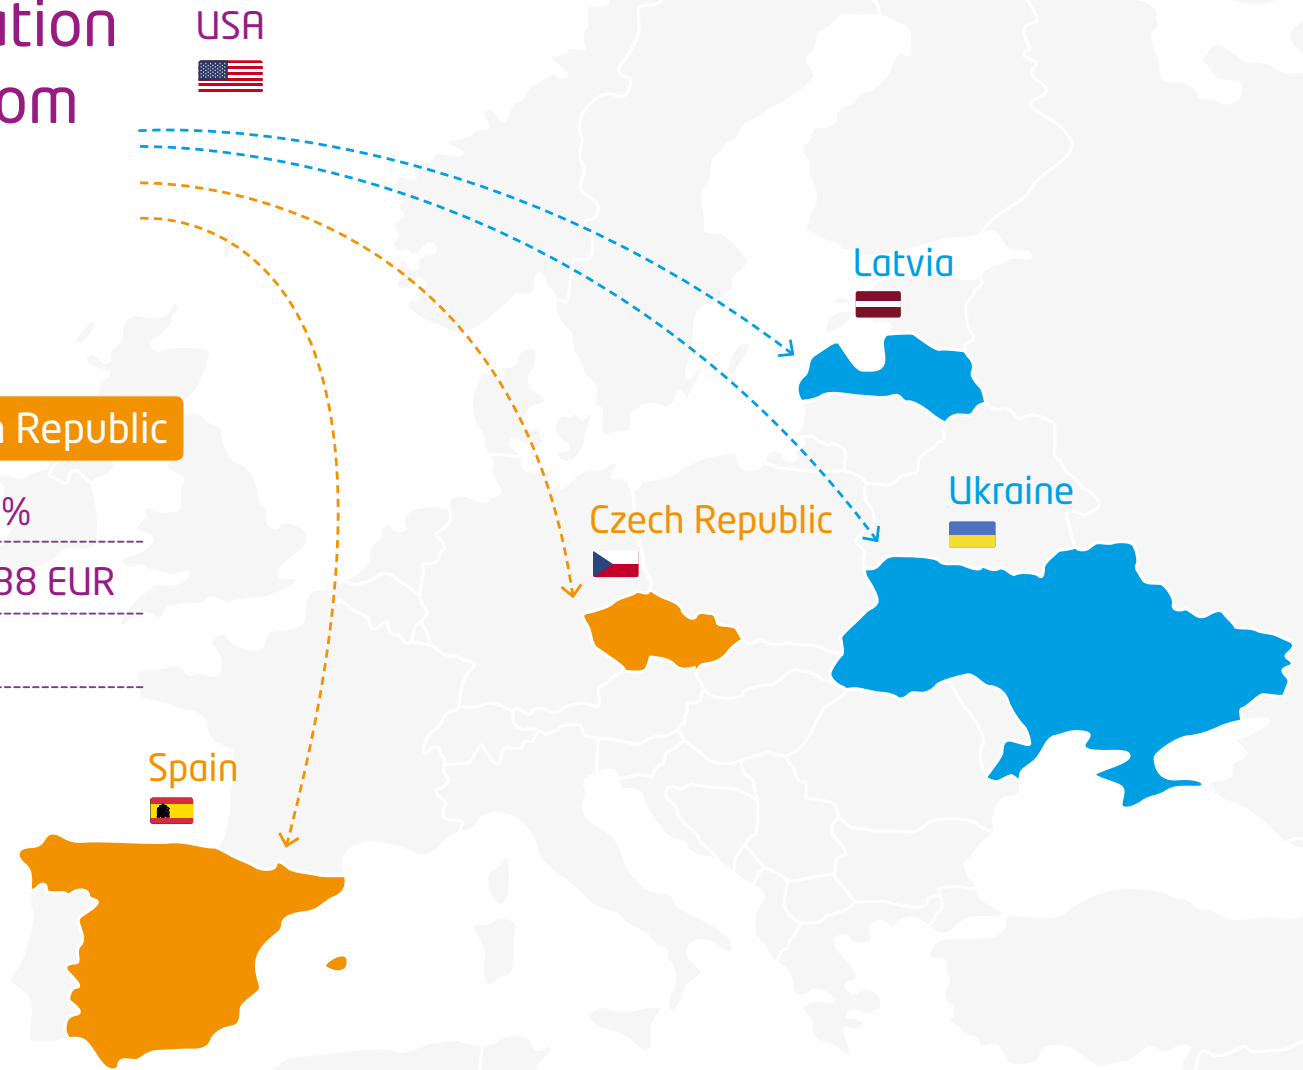 ation
om
USA
Latvia
Republic
Ukraine
%
Czech Republic
38 EUR
Spain